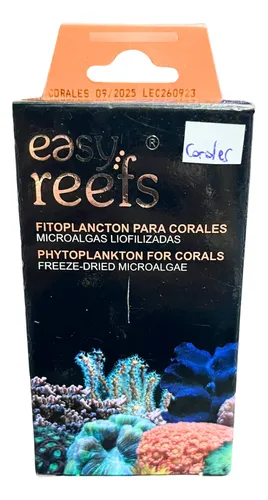 CORALES 09/2025 LEC260923
easy
reefs®
Corales
FITOPLANCTON PARA CORALES
MICROALGAS LIOFILIZADAS
PHYTOPLANKTON FOR CORALS
FREEZE-DRIED MICROALGAE